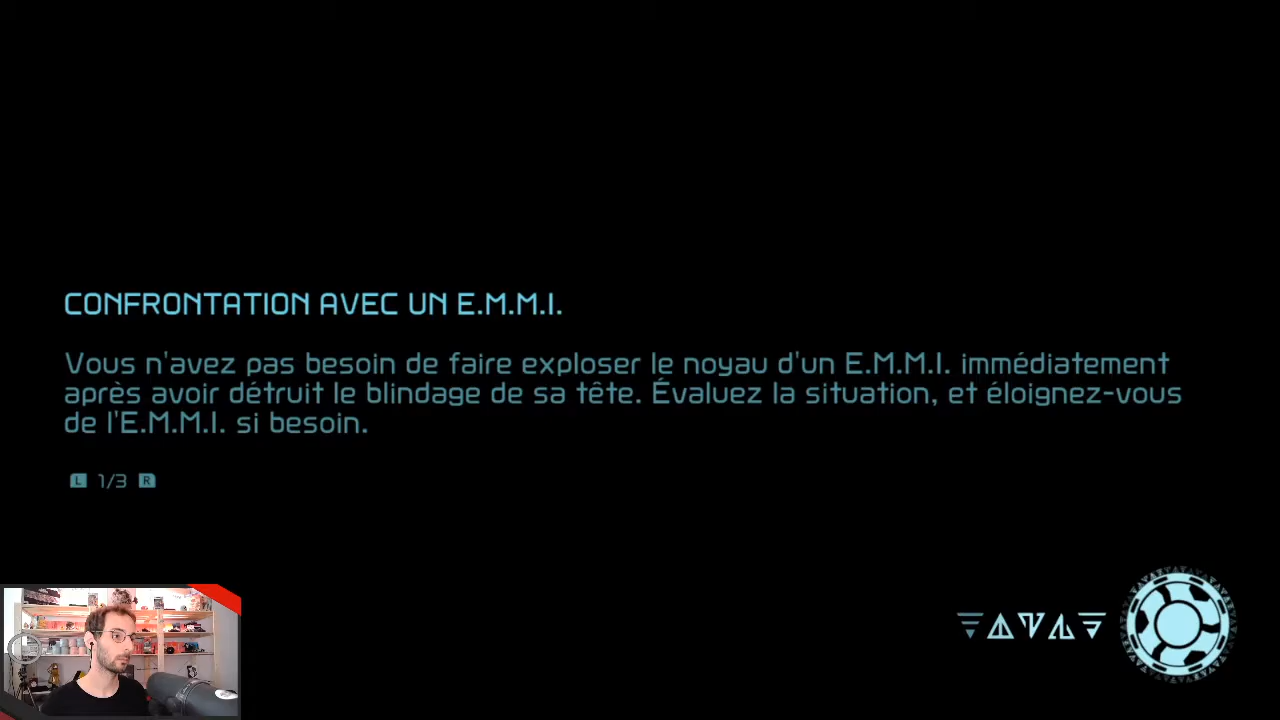 CONFRONTATION AVEC UN E.M.M.I.
Vous n'avez pas besoin de faire exploser le noyau d'un E.M.M.I. immédiatement
après avoir détruit le blindage de sa tête. Évaluez la situation, et éloignez-vous
de l'E.M.M.I. si besoin.
L 1/3 R